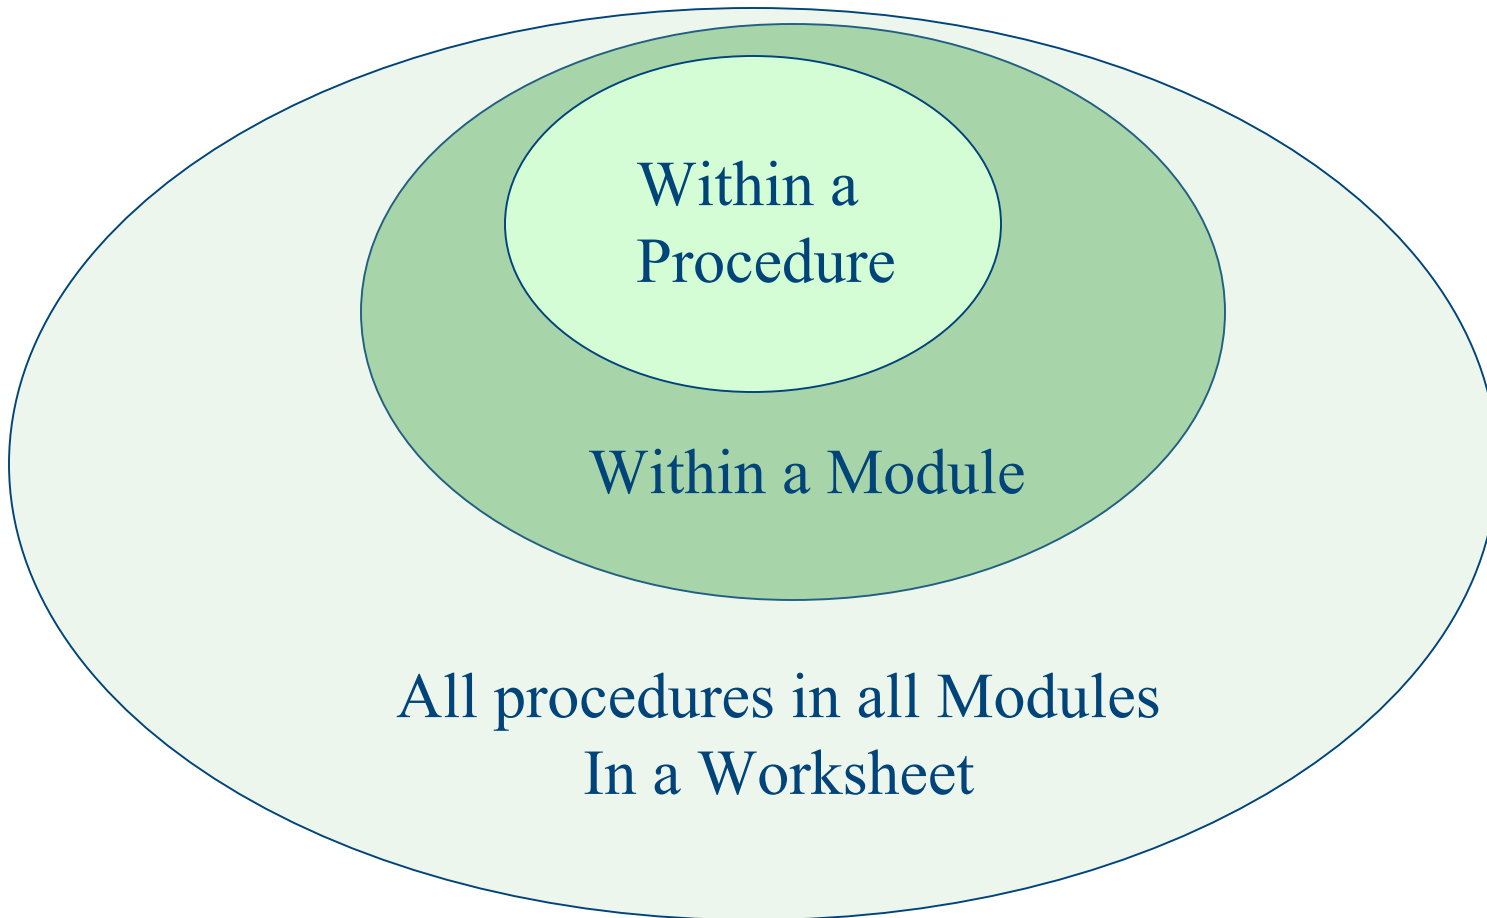 Within a
Procedure
Within a Module
All procedures in all Modules
In a Worksheet